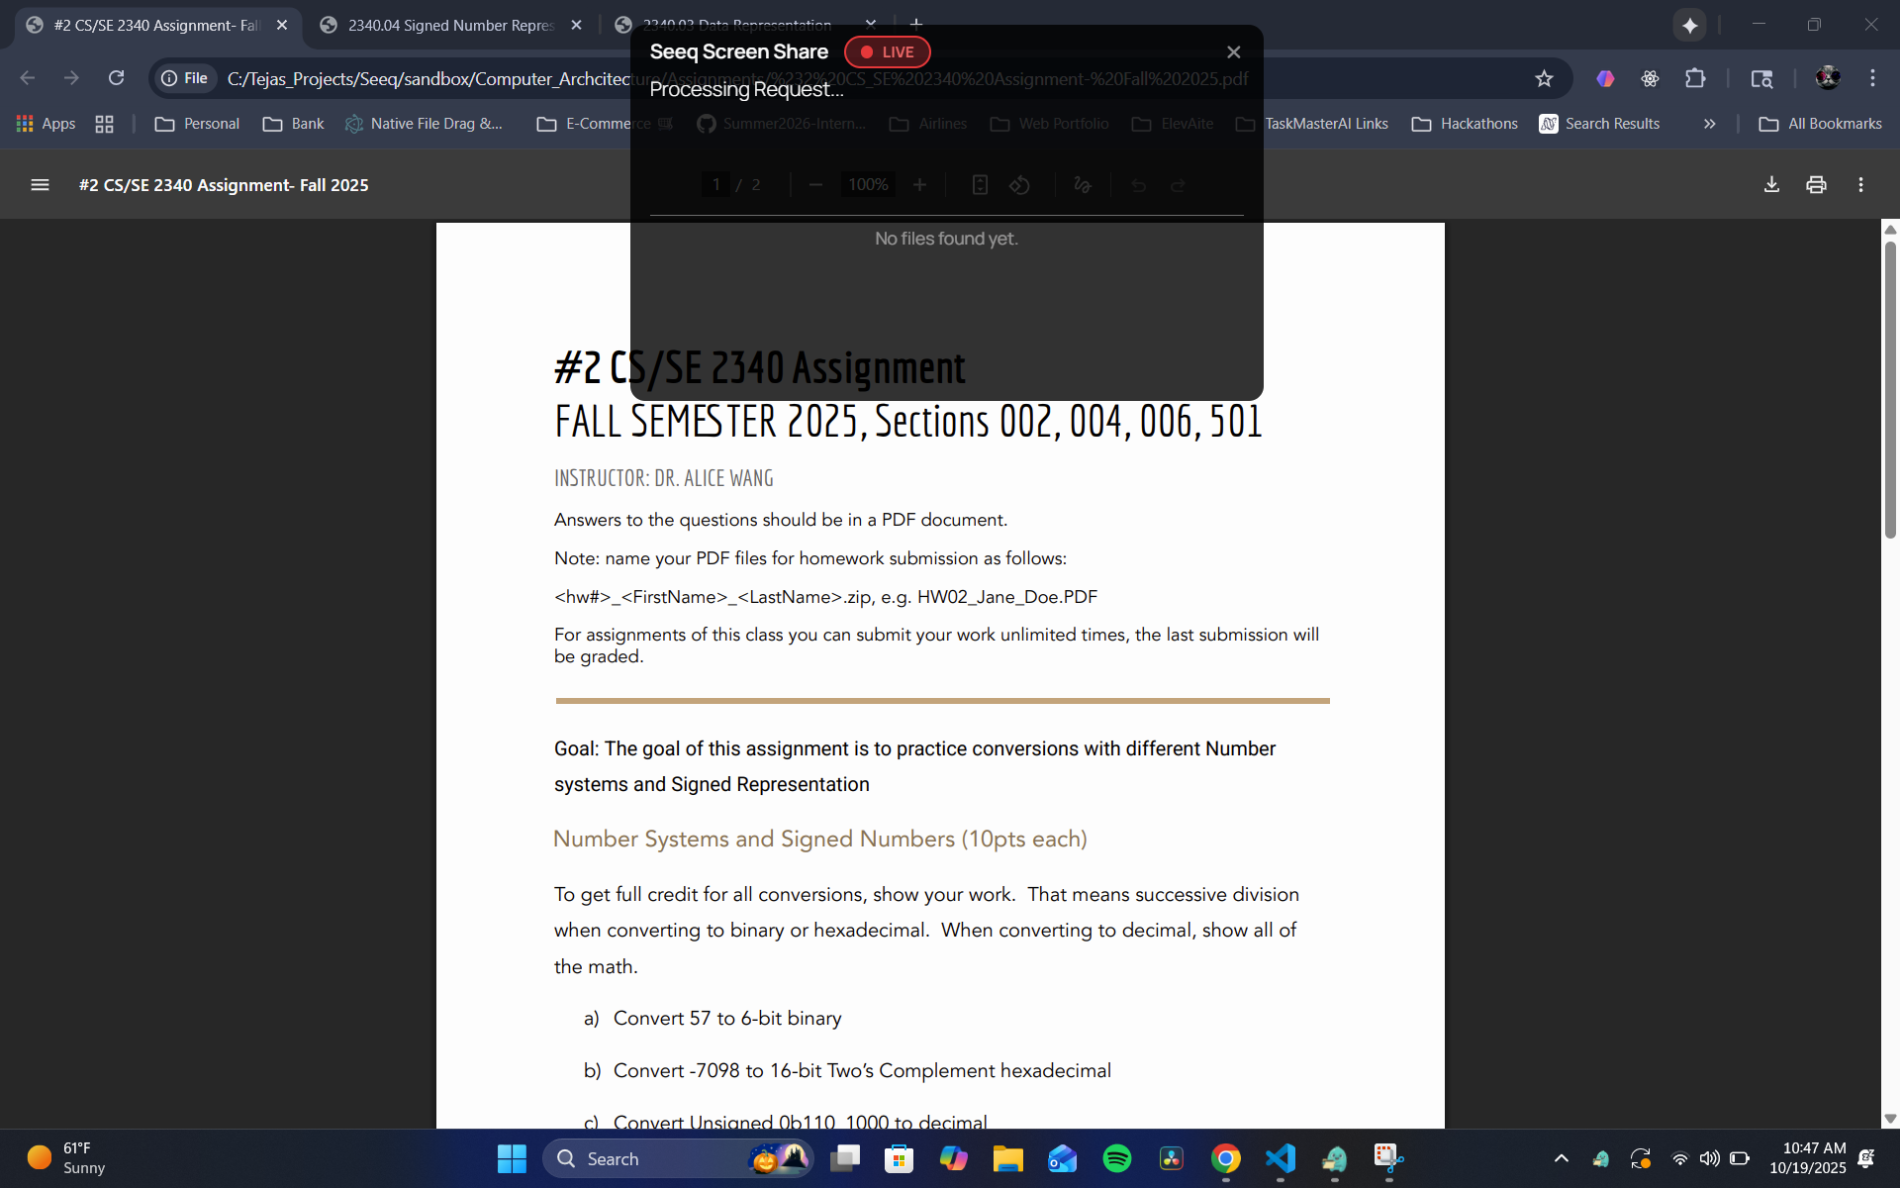 #2 CS/SE 2340 Assignment- Fall
2340.04 Signed Number Repres
2340.03 Data Representation
File
C:/Tejas_Projects/Seeq/sandbox/Computer_Archcitecture/Assignments/%232%20CS_SE%202340%20Assignment-%20Fall%202025.pdf
Seeq Screen Share
LIVE
Processing Request...
Apps
Personal
Bank
Native File Drag &...
E-Commerce
Summer2026-Intern...
Airlines
Web Portfolio
ElevAite
TaskMasterAI Links
Hackathons
Search Results
All Bookmarks
#2 CS/SE 2340 Assignment- Fall 2025
1 / 2
100%
No files found yet.
#2 CS/SE 2340 Assignment
FALL SEMESTER 2025, Sections 002, 004, 006, 501
INSTRUCTOR: DR. ALICE WANG
Answers to the questions should be in a PDF document.
Note: name your PDF files for homework submission as follows:
<hw#>_<FirstName>_<LastName>.zip, e.g. HW02_Jane_Doe.PDF
For assignments of this class you can submit your work unlimited times, the last submission will
be graded.
Goal: The goal of this assignment is to practice conversions with different Number
systems and Signed Representation
Number Systems and Signed Numbers (10pts each)
To get full credit for all conversions, show your work. That means successive division
when converting to binary or hexadecimal. When converting to decimal, show all of
the math.
a) Convert 57 to 6-bit binary
b) Convert -7098 to 16-bit Two's Complement hexadecimal
c) Convert Unsigned 0b110_1000 to decimal
61°F
Sunny
Search
10:47 AM
10/19/2025